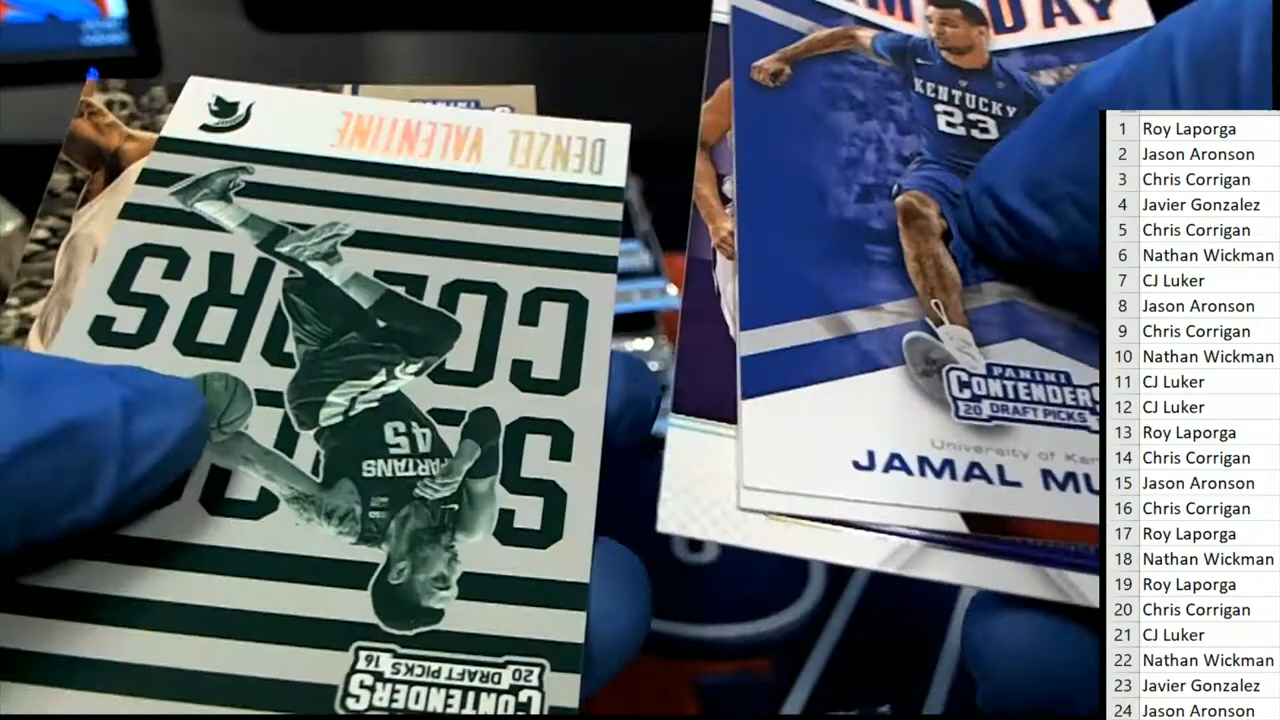 DENZEL VALENTINE
SCHOOL
COLORS
SPARTANS
45
CONTENDERS
20 DRAFT PICKS 16
DAY
KENTUCKY
23
PANINI
CONTENDERS
20 DRAFT PICKS
University of Ken
JAMAL MU
1 Roy Laporga
2 Jason Aronson
3 Chris Corrigan
4 Javier Gonzalez
5 Chris Corrigan
6 Nathan Wickman
7 CJ Luker
8 Jason Aronson
9 Chris Corrigan
10 Nathan Wickman
11 CJ Luker
12 CJ Luker
13 Roy Laporga
14 Chris Corrigan
15 Jason Aronson
16 Chris Corrigan
17 Roy Laporga
18 Nathan Wickman
19 Roy Laporga
20 Chris Corrigan
21 CJ Luker
22 Nathan Wickman
23 Javier Gonzalez
24 Jason Aronson